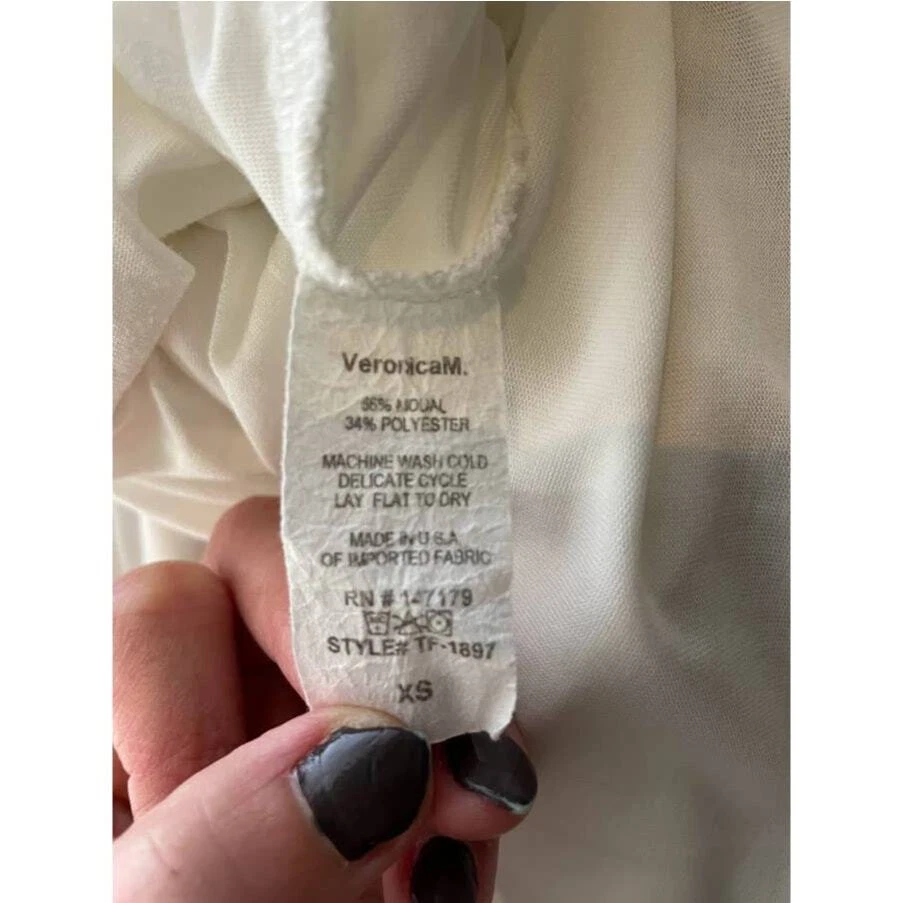 VeronicaM.
66% MODAL
34% POLYESTER
MACHINE WASH COLD
DELICATE CYCLE
LAY FLAT TO DRY
MADE IN U.S.A
OF IMPORTED FABRIC
RN # 147179
STYLE# TF-1897
XS